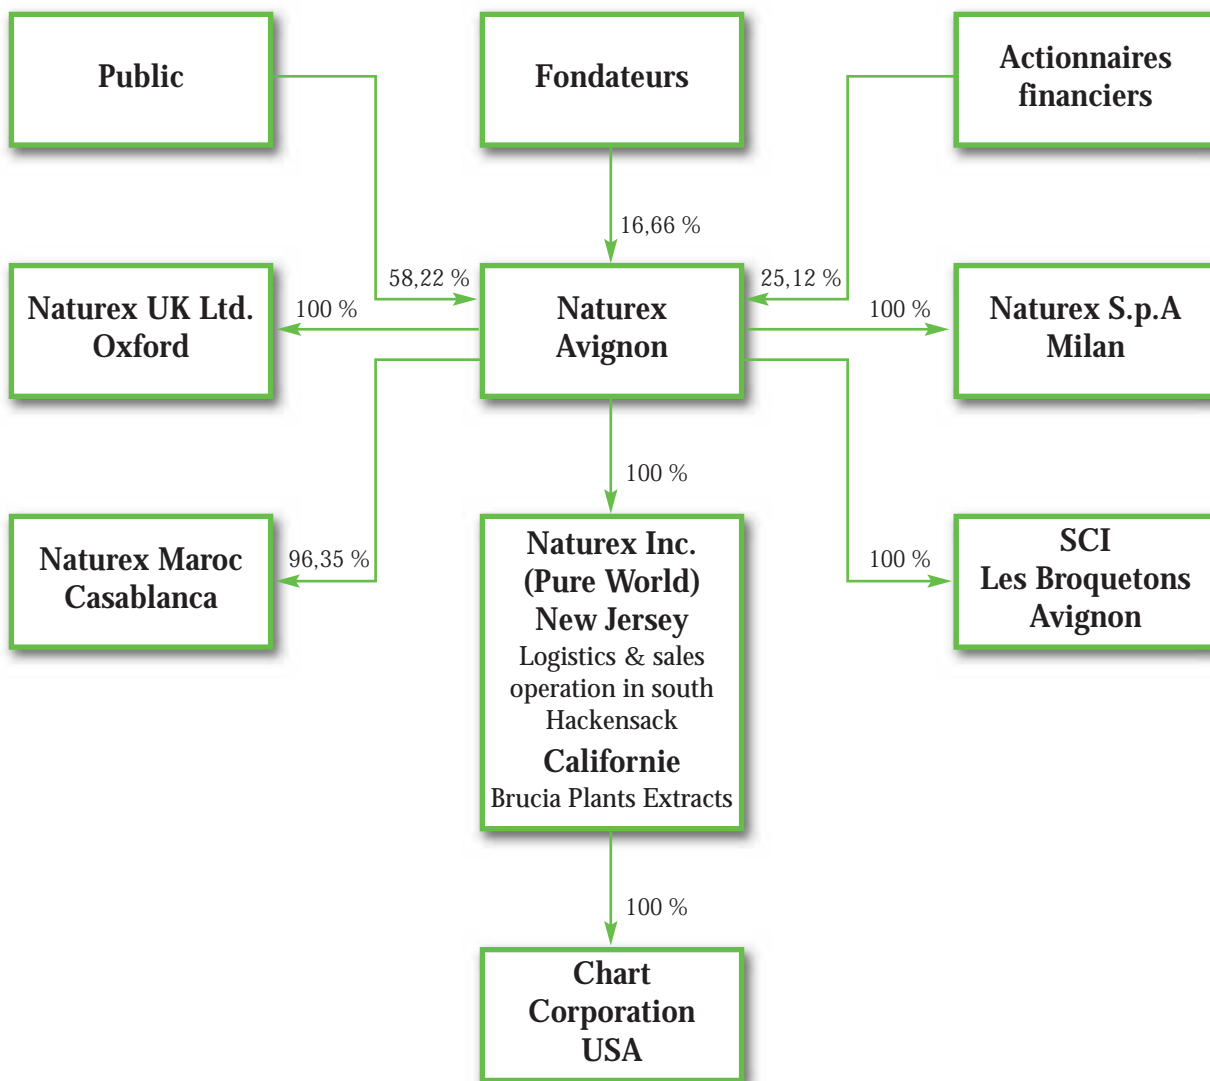 Public
Fondateurs
Actionnaires
financiers
16,66 %
58,22 %
25,12 %
Naturex UK Ltd.
Oxford
100 %
Naturex
Avignon
100 %
Naturex S.p.A
Milan
100 %
Naturex Maroc
Casablanca
96,35 %
Naturex Inc.
(Pure World)
New Jersey
Logistics & sales
operation in south
Hackensack
Californie
Brucia Plants Extracts
100 %
SCI
Les Broquetons
Avignon
100 %
Chart
Corporation
USA